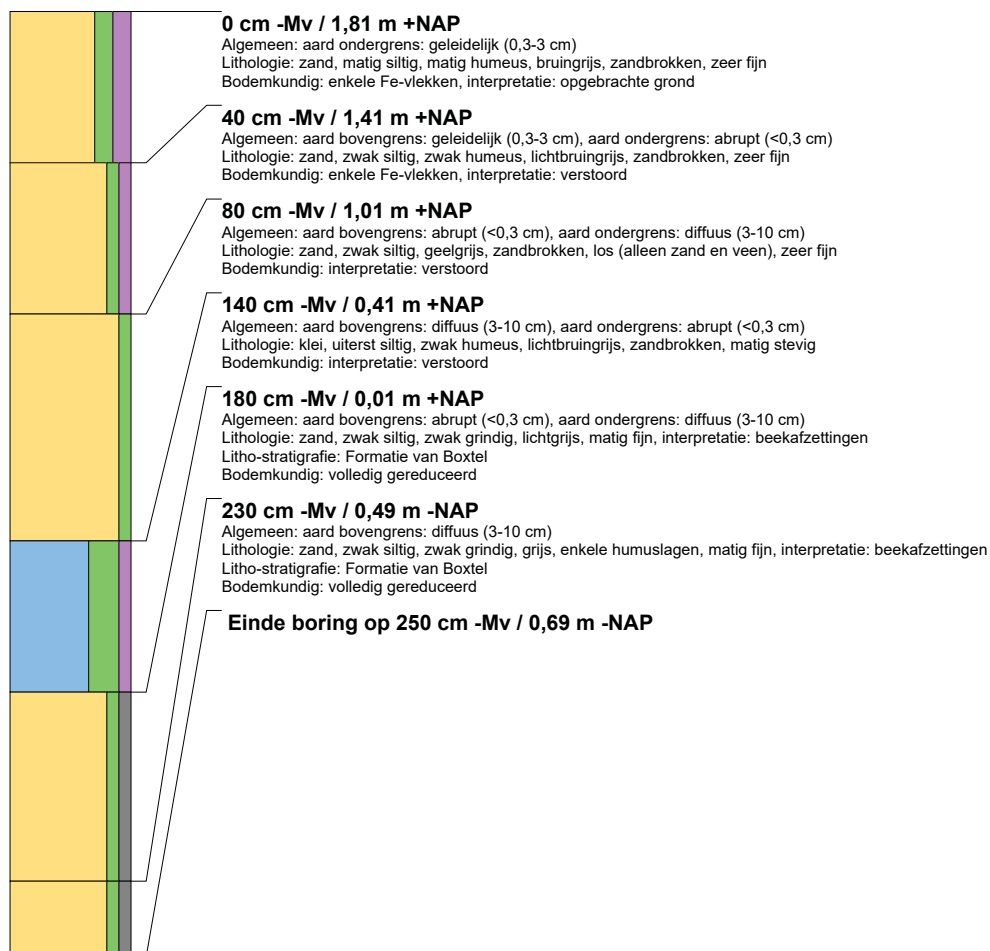 0 cm -Mv / 1,81 m +NAP
Algemeen: aard ondergrens: geleidelijk (0,3-3 cm)
Lithologie: zand, matig siltig, matig humeus, bruingrijs, zandbrokken, zeer fijn
Bodemkundig: enkele Fe-vlekken, interpretatie: opgebrachte grond
40 cm -Mv / 1,41 m +NAP
Algemeen: aard bovengrens: geleidelijk (0,3-3 cm), aard ondergrens: abrupt (<0,3 cm)
Lithologie: zand, zwak siltig, zwak humeus, lichtbruingrijs, zandbrokken, zeer fijn
Bodemkundig: enkele Fe-vlekken, interpretatie: verstoord
80 cm -Mv / 1,01 m +NAP
Algemeen: aard bovengrens: abrupt (<0,3 cm), aard ondergrens: diffuus (3-10 cm)
Lithologie: zand, zwak siltig, geelgrijs, zandbrokken, los (alleen zand en veen), zeer fijn
Bodemkundig: interpretatie: verstoord
140 cm -Mv / 0,41 m +NAP
Algemeen: aard bovengrens: diffuus (3-10 cm), aard ondergrens: abrupt (<0,3 cm)
Lithologie: klei, uiterst siltig, zwak humeus, lichtbruingrijs, zandbrokken, matig stevig
Bodemkundig: interpretatie: verstoord
180 cm -Mv / 0,01 m +NAP
Algemeen: aard bovengrens: abrupt (<0,3 cm), aard ondergrens: diffuus (3-10 cm)
Lithologie: zand, zwak siltig, zwak grindig, lichtgrijs, matig fijn, interpretatie: beekafzettingen
Litho-stratigrafie: Formatie van Boxtel
Bodemkundig: volledig gereduceerd
230 cm -Mv / 0,49 m -NAP
Algemeen: aard bovengrens: diffuus (3-10 cm)
Lithologie: zand, zwak siltig, zwak grindig, grijs, enkele humuslagen, matig fijn, interpretatie: beekafzettingen
Litho-stratigrafie: Formatie van Boxtel
Bodemkundig: volledig gereduceerd
Einde boring op 250 cm -Mv / 0,69 m -NAP